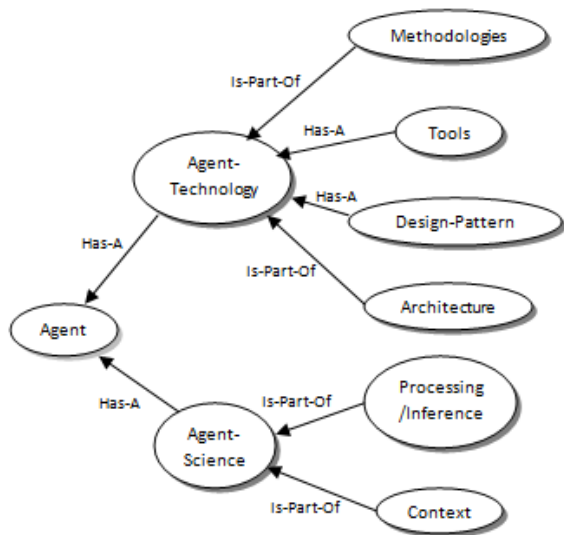 Methodologies
Is-Part-Of
Has-A
Tools
Agent-
Technology
Has-A
Design-Pattern
Has-A
Is-Part-Of
Architecture
Agent
Processing
/Inference
Has-A
Is-Part-Of
Agent-
Science
Is-Part-Of
Context